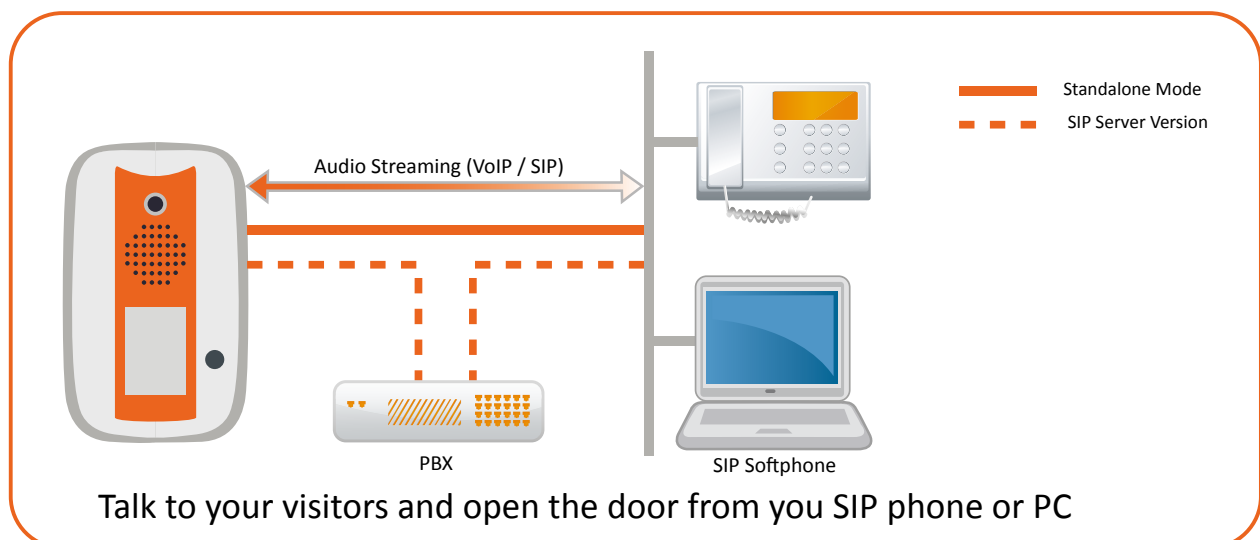 Standalone Mode
SIP Server Version
Audio Streaming (VoIP / SIP)
PBX
SIP Softphone
Talk to your visitors and open the door from you SIP phone or PC